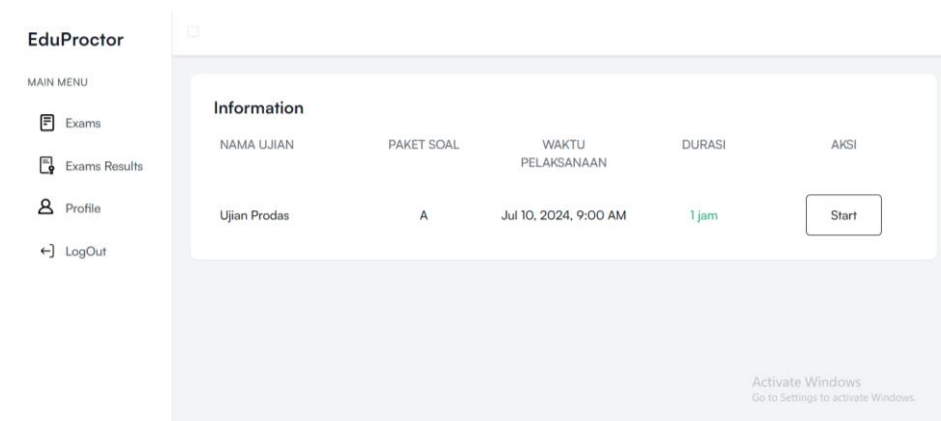 EduProctor
MAIN MENU
Exams
Exams Results
Profile
LogOut
Information
NAMA UJIAN
PAKET SOAL
WAKTU
PELAKSANAAN
DURASI
AKSI
Ujian Prodas
A
Jul 10, 2024, 9:00 AM
1 jam
Start
Activate Windows
Go to Settings to activate Windows.